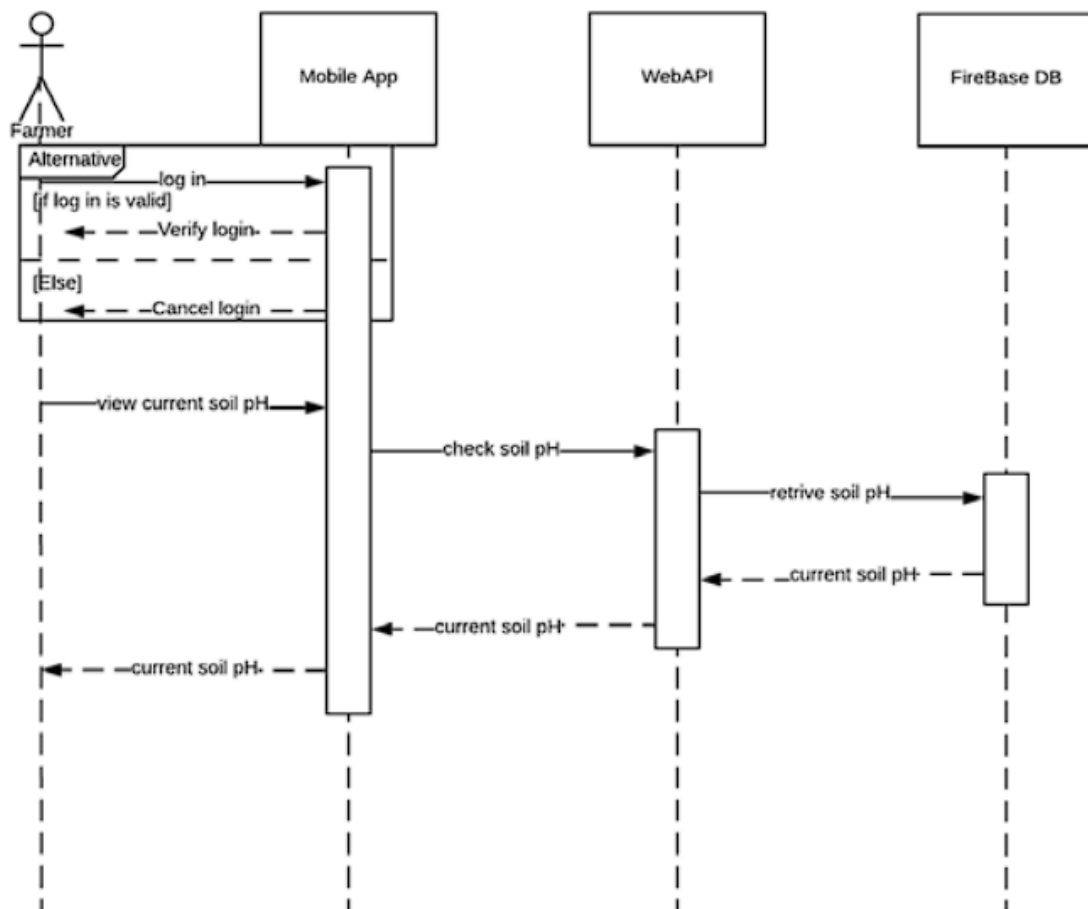 Mobile App
WebAPI
FireBase DB
Farmer
Alternative
log in
[if log in is valid]
Verify login
[Else]
Cancel login
view current soil pH
check soil pH
retrive soil pH
current soil pH
current soil pH
current soil pH